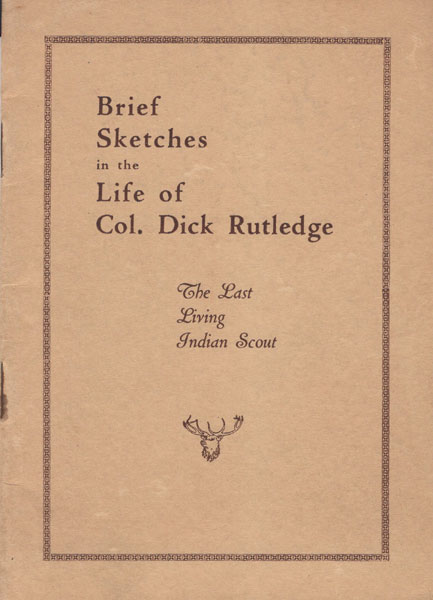 Brief
Sketches
in the
Life of
Col. Dick Rutledge
The Last
Living
Indian Scout